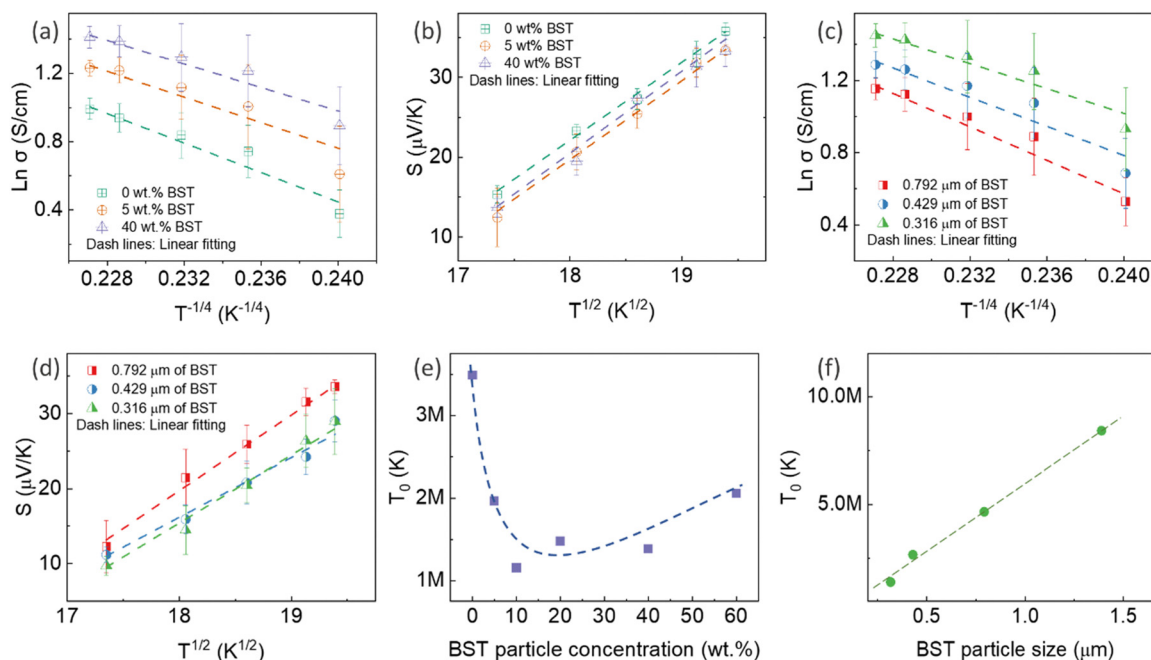 (a)
Ln σ (S/cm)
1.2
0.8
0.4
0 wt.% BST
5 wt.% BST
40 wt.% BST
Dash lines: Linear fitting
0.228 0.232 0.236 0.240
T-1/4 (K-1/4)
(b)
S (μV/K)
30
20
10
0 wt% BST
5 wt% BST
40 wt% BST
Dash lines: Linear fitting
17 18 19
T1/2 (K1/2)
(c)
Ln σ (S/cm)
1.6
1.2
0.8
0.4
0.792 μm of BST
0.429 μm of BST
0.316 μm of BST
Dash lines: Linear fitting
0.228 0.232 0.236 0.240
T-1/4 (K-1/4)
(d)
S (μV/K)
30
20
10
0.792 μm of BST
0.429 μm of BST
0.316 μm of BST
Dash lines: Linear fitting
17 18 19
T1/2 (K1/2)
(e)
T0 (K)
3M
2M
1M
0 10 20 30 40 50 60
BST particle concentration (wt.%)
(f)
T0 (K)
10.0M
5.0M
0.5 1.0 1.5
BST particle size (μm)